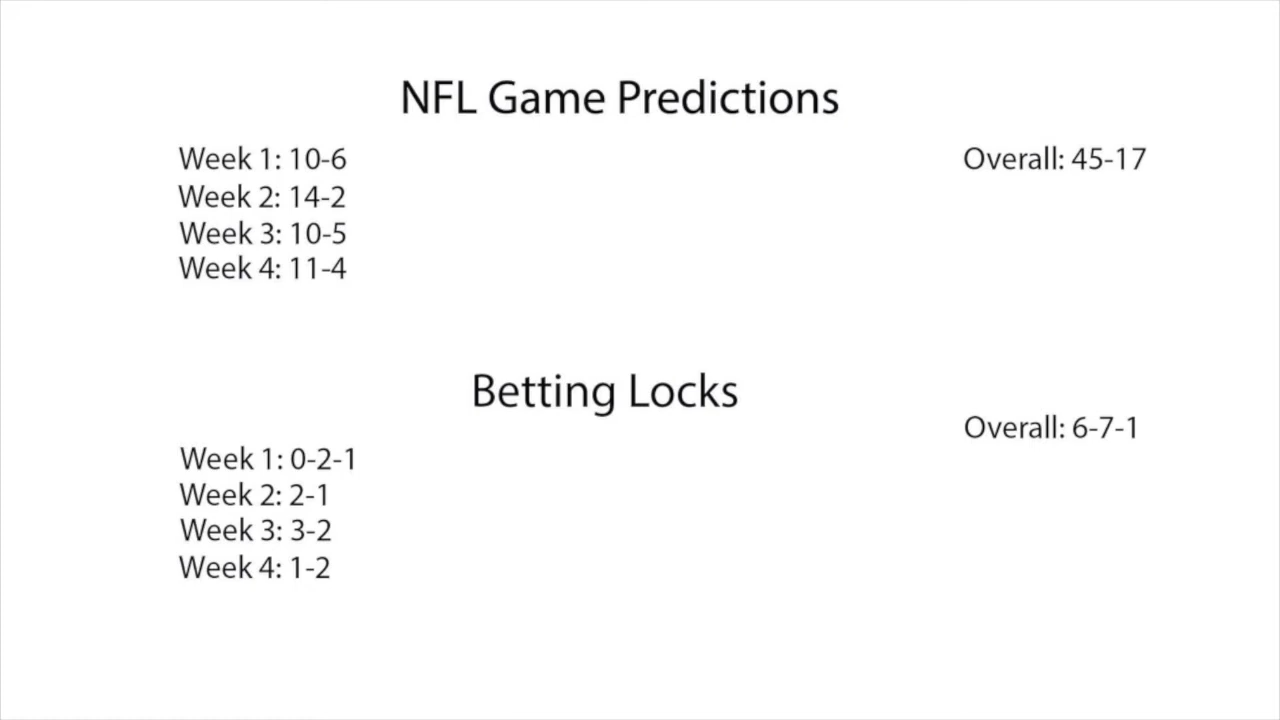 NFL Game Predictions
Week 1: 10-6
Overall: 45-17
Week 2: 14-2
Week 3: 10-5
Week 4: 11-4
Betting Locks
Overall: 6-7-1
Week 1: 0-2-1
Week 2: 2-1
Week 3: 3-2
Week 4: 1-2